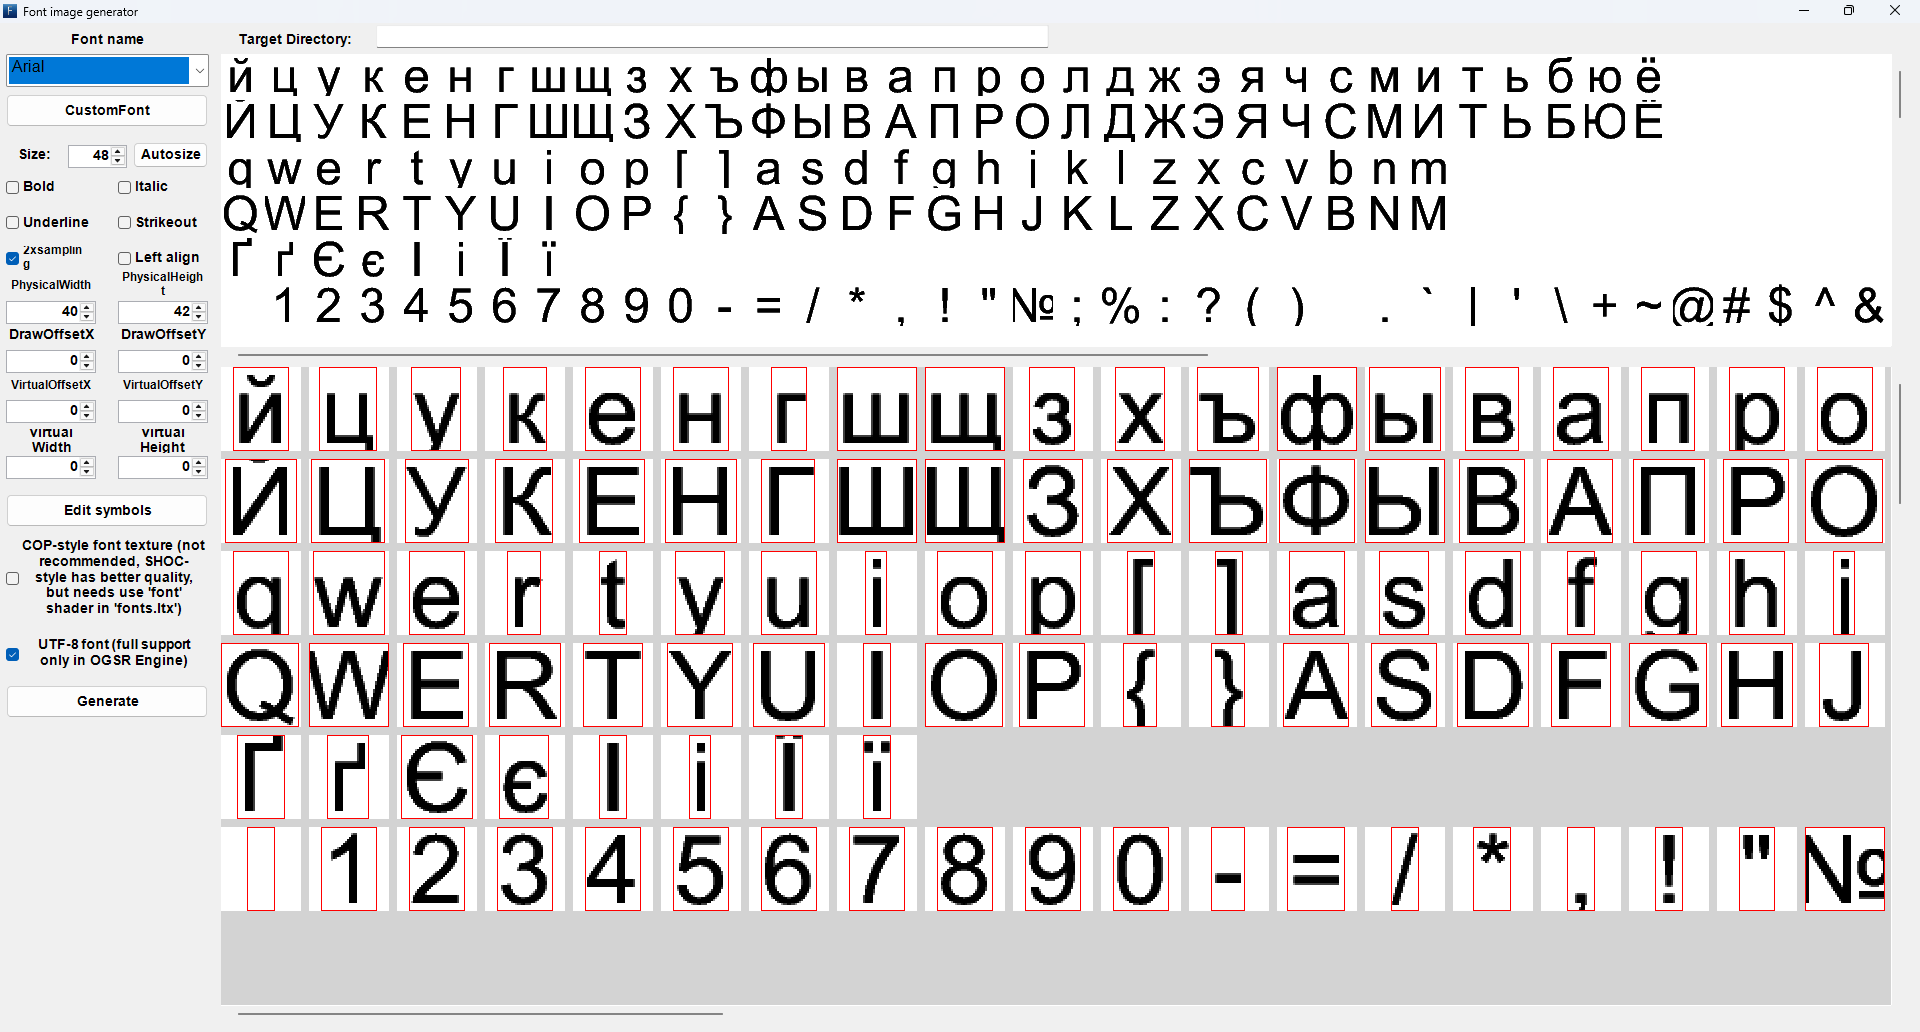 Font image generator
Font name
Target Directory:
Arial
CustomFont
Size: 48 Autosize
Bold Italic
Underline Strikeout
2xsampling Left align
PhysicalWidth PhysicalHeight
40 42
DrawOffsetX DrawOffsetY
0 0
VirtualOffsetX VirtualOffsetY
0 0
Virtual Width Virtual Height
0 0
Edit symbols
COP-style font texture (not
recommended, SHOC-
style has better quality,
but needs use 'font'
shader in 'fonts.ltx')
UTF-8 font (full support
only in OGSR Engine)
Generate
й ц у к е н г ш щ з х ъ ф ы в а п р о л д ж э я ч с м и т ь б ю ё
Й Ц У К Е Н Г Ш Щ З Х Ъ Ф Ы В А П Р О Л Д Ж Э Я Ч С М И Т Ь Б Ю Ё
q w e r t y u i o p [ ] a s d f g h j k l z x c v b n m
Q W E R T Y U I O P { } A S D F G H J K L Z X C V B N M
Ґ ґ Є є І і Ї ї
1 2 3 4 5 6 7 8 9 0 - = / * , ! " № ; % : ? ( ) . ` | ' \ + ~ @ # $ ^ &
й ц у к е н г ш щ з х ъ ф ы в а п р о
Й Ц У К Е Н Г Ш Щ З Х Ъ Ф Ы В А П Р О
q w e r t y u i o p [ ] a s d f g h j
Q W E R T Y U I O P { } A S D F G H J
Ґ ґ Є є І і Ї ї
1 2 3 4 5 6 7 8 9 0 - = / * , ! " №